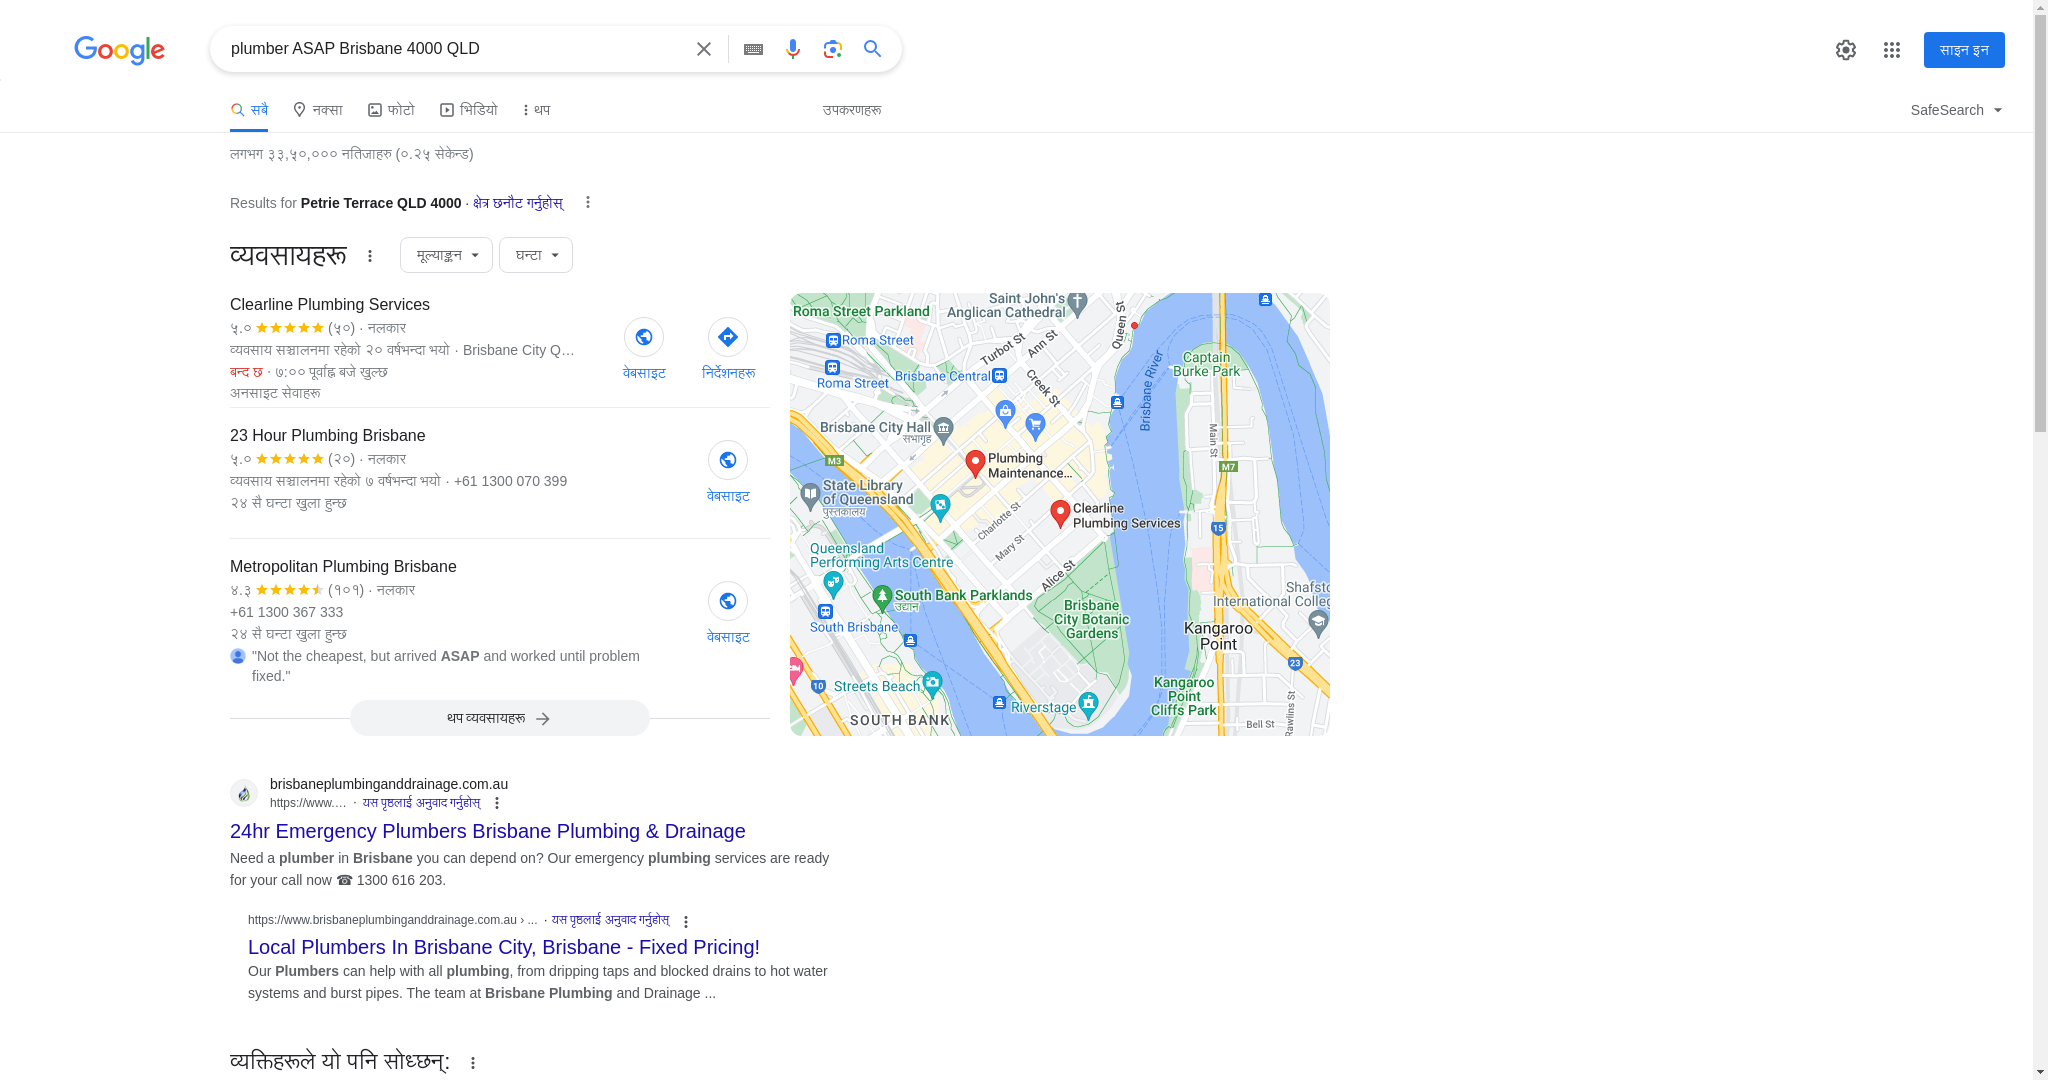 Google
plumber ASAP Brisbane 4000 QLD
साइन इन
सबै
नक्सा
फोटो
भिडियो
थप
उपकरणहरू
SafeSearch
लगभग ३३,५०,००० नतिजाहरु (०.२५ सेकेन्ड)
Results for Petrie Terrace QLD 4000 · क्षेत्र छनौट गर्नुहोस्
व्यवसायहरू
मूल्याङ्कन
घन्टा
Clearline Plumbing Services
५.० (५०) · नलकार
व्यवसाय सञ्चालनमा रहेको २० वर्षभन्दा भयो · Brisbane City Q…
बन्द छ · ७:०० पूर्वाह्न बजे खुल्छ
अनसाइट सेवाहरू
वेबसाइट
निर्देशनहरू
23 Hour Plumbing Brisbane
५.० (२०) · नलकार
व्यवसाय सञ्चालनमा रहेको ७ वर्षभन्दा भयो · +61 1300 070 399
२४ सै घन्टा खुला हुन्छ
वेबसाइट
Metropolitan Plumbing Brisbane
४.३ (१०१) · नलकार
+61 1300 367 333
२४ सै घन्टा खुला हुन्छ
"Not the cheapest, but arrived ASAP and worked until problem
fixed."
वेबसाइट
थप व्यवसायहरू
Saint John's
Anglican Cathedral
Roma Street Parkland
Queen St
Roma Street
Turbot St
Ann St
Captain
Burke Park
Roma Street
Brisbane Central
Creek St
Brisbane River
Brisbane City Hall
सभागृह
Main St
M3
Plumbing
Maintenance...
M7
State Library
of Queensland
पुस्तकालय
Clearline
Plumbing Services
Charlotte St
15
Mary St
Queensland
Performing Arts Centre
Alice St
South Bank Parklands
उद्यान
Brisbane
City Botanic
Gardens
Shafsto
International Colleg
South Brisbane
Kangaroo
Point
23
10
Streets Beach
Kangaroo
Point
Cliffs Park
Riverstage
SOUTH BANK
Bell St
Rawlins St
brisbaneplumbinganddrainage.com.au
https://www.… · यस पृष्ठलाई अनुवाद गर्नुहोस्
24hr Emergency Plumbers Brisbane Plumbing & Drainage
Need a plumber in Brisbane you can depend on? Our emergency plumbing services are ready
for your call now ☎ 1300 616 203.
https://www.brisbaneplumbinganddrainage.com.au › ... · यस पृष्ठलाई अनुवाद गर्नुहोस्
Local Plumbers In Brisbane City, Brisbane - Fixed Pricing!
Our Plumbers can help with all plumbing, from dripping taps and blocked drains to hot water
systems and burst pipes. The team at Brisbane Plumbing and Drainage ...
व्यक्तिहरूले यो पनि सोध्छन्: